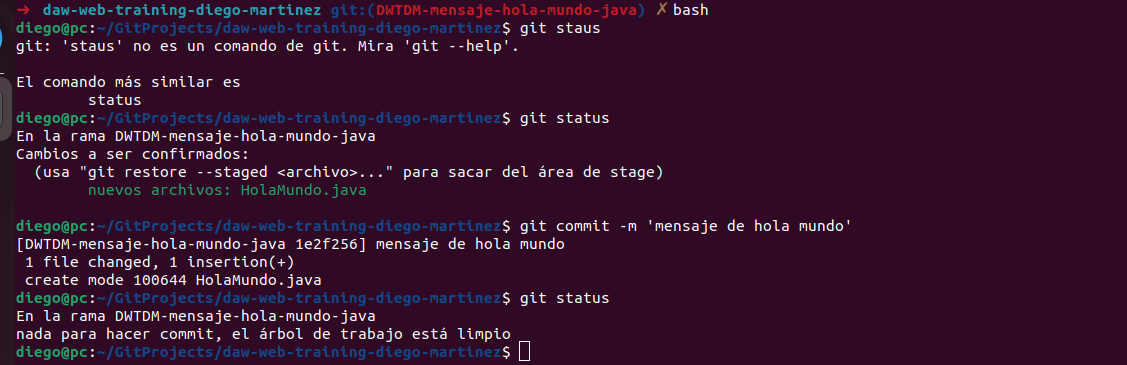 ➜ daw-web-training-diego-martinez git:(DWTDM-mensaje-hola-mundo-java) ✗ bash
diego@pc:~/GitProjects/daw-web-training-diego-martinez$ git staus
git: 'staus' no es un comando de git. Mira 'git --help'.
El comando más similar es
status
diego@pc:~/GitProjects/daw-web-training-diego-martinez$ git status
En la rama DWTDM-mensaje-hola-mundo-java
Cambios a ser confirmados:
(usa "git restore --staged <archivo>..." para sacar del área de stage)
nuevos archivos: HolaMundo.java
diego@pc:~/GitProjects/daw-web-training-diego-martinez$ git commit -m 'mensaje de hola mundo'
[DWTDM-mensaje-hola-mundo-java 1e2f256] mensaje de hola mundo
1 file changed, 1 insertion(+)
create mode 100644 HolaMundo.java
diego@pc:~/GitProjects/daw-web-training-diego-martinez$ git status
En la rama DWTDM-mensaje-hola-mundo-java
nada para hacer commit, el árbol de trabajo está limpio
diego@pc:~/GitProjects/daw-web-training-diego-martinez$